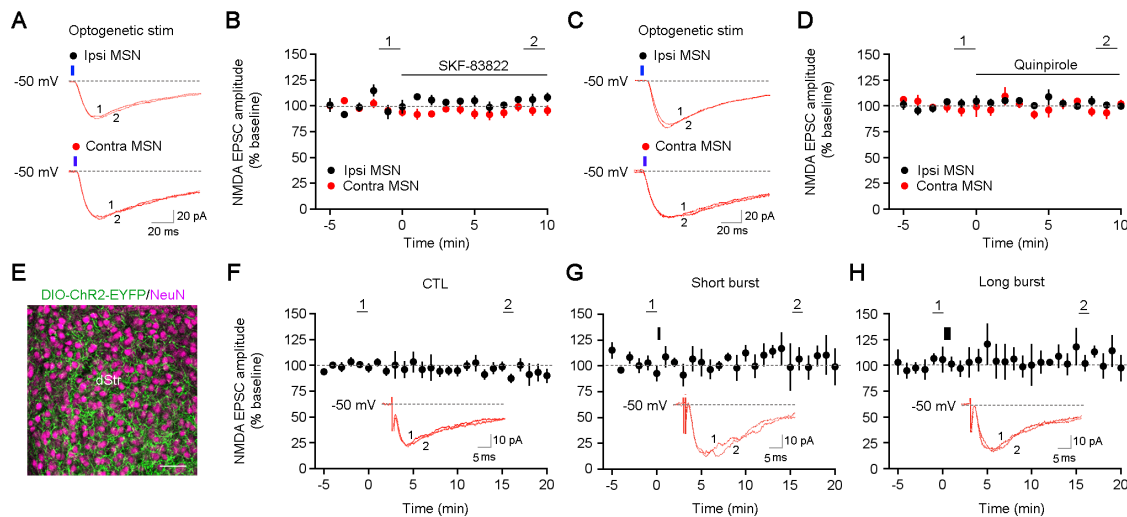 A
Optogenetic stim
Ipsi MSN
-50 mV
1
2
Contra MSN
-50 mV
1
2
20 pA
20 ms
B
1
2
SKF-83822
NMDA EPSC amplitude
(% baseline)
150
125
100
75
50
25
0
Ipsi MSN
Contra MSN
-5
0
5
10
Time (min)
C
Optogenetic stim
Ipsi MSN
-50 mV
1
2
Contra MSN
-50 mV
1
2
20 pA
20 ms
D
1
2
Quinpirole
NMDA EPSC amplitude
(% baseline)
150
125
100
75
50
25
0
Ipsi MSN
Contra MSN
-5
0
5
10
Time (min)
E
DIO-ChR2-EYFP/NeuN
dStr
F
CTL
1
2
NMDA EPSC amplitude
(% baseline)
150
125
100
75
50
25
0
-50 mV
1
2
10 pA
5 ms
-5
0
5
10
15
20
Time (min)
G
Short burst
1
2
150
125
100
75
50
25
0
-50 mV
1
2
10 pA
5 ms
-5
0
5
10
15
20
Time (min)
H
Long burst
1
2
150
125
100
75
50
25
0
-50 mV
1
2
10 pA
5 ms
-5
0
5
10
15
20
Time (min)